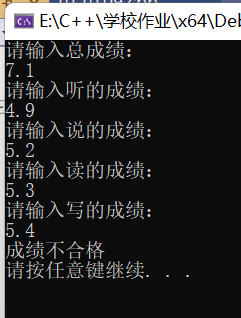 E:\C++\学校作业\x64\Deb
请输入总成绩：
7.1
请输入听的成绩：
4.9
请输入说的成绩：
5.2
请输入读的成绩：
5.3
请输入写的成绩：
5.4
成绩不合格
请按任意键继续. . .